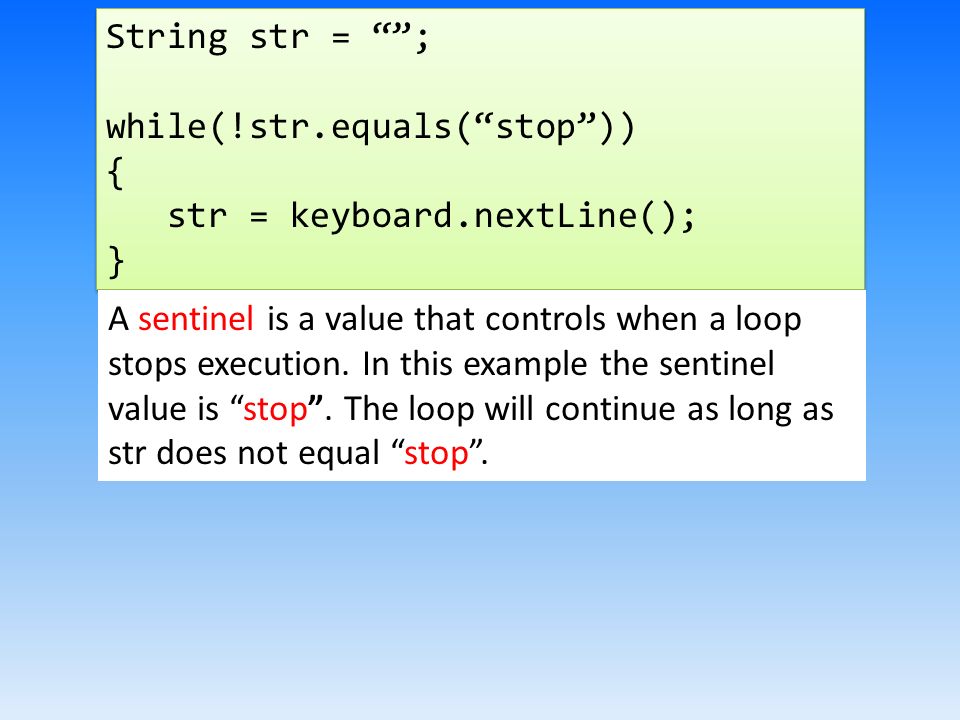 String str = “”;
while(!str.equals(“stop”))
{
str = keyboard.nextLine();
}
A sentinel is a value that controls when a loop
stops execution. In this example the sentinel
value is “stop”. The loop will continue as long as
str does not equal “stop”.